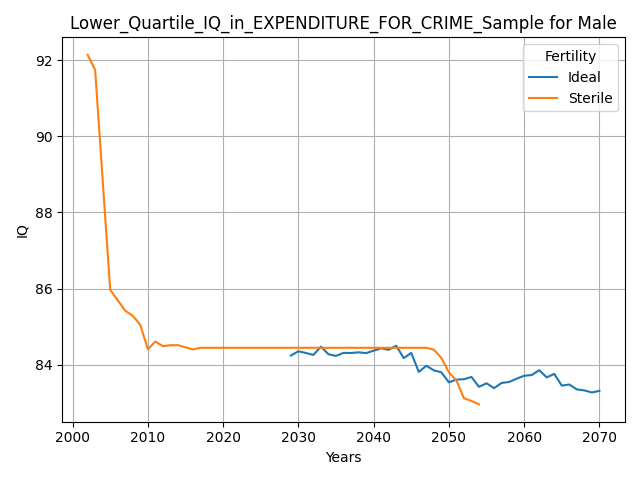 Lower_Quartile_IQ_in_EXPENDITURE_FOR_CRIME_Sample for Male
Fertility
Ideal
Sterile
92
90
88
86
84
IQ
2000 2010 2020 2030 2040 2050 2060 2070
Years